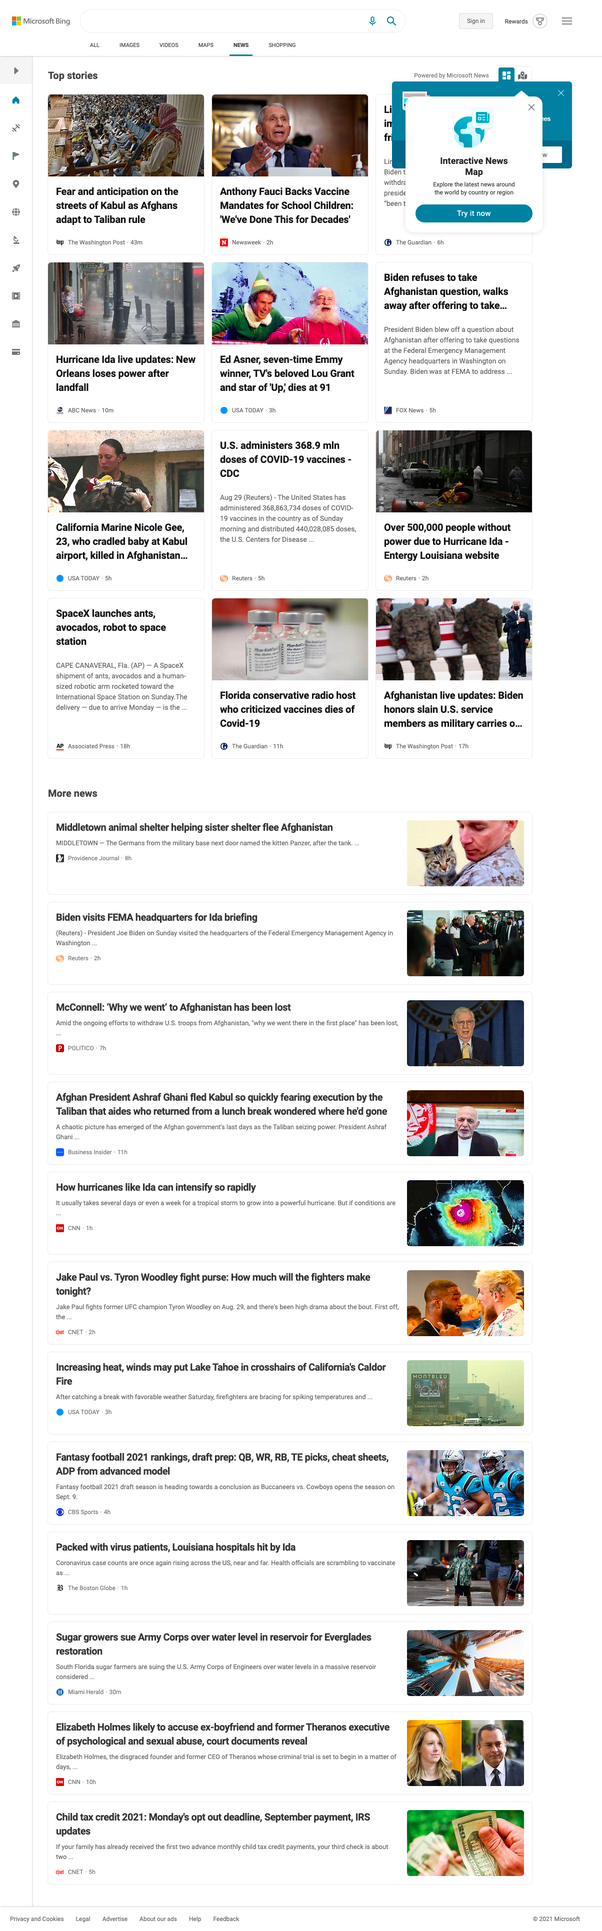 Microsoft Bing
Sign in
Rewards
ALL
IMAGES
VIDEOS
MAPS
NEWS
SHOPPING
Top stories
Powered by Microsoft News
Fear and anticipation on the
streets of Kabul as Afghans
adapt to Taliban rule
The Washington Post · 43m
Anthony Fauci Backs Vaccine
Mandates for School Children:
'We've Done This for Decades'
Newsweek · 2h
The Guardian · 6h
Interactive News
Map
Explore the latest news around
the world by country or region
Try it now
Hurricane Ida live updates: New
Orleans loses power after
landfall
ABC News · 10m
Ed Asner, seven-time Emmy
winner, TV's beloved Lou Grant
and star of 'Up,' dies at 91
USA TODAY · 3h
Biden refuses to take
Afghanistan question, walks
away after offering to take...
President Biden blew off a question about
Afghanistan after offering to take questions
at the Federal Emergency Management
Agency headquarters in Washington on
Sunday. Biden was at FEMA to address ...
FOX News · 5h
California Marine Nicole Gee,
23, who cradled baby at Kabul
airport, killed in Afghanistan...
USA TODAY · 5h
U.S. administers 368.9 mln
doses of COVID-19 vaccines -
CDC
Aug 29 (Reuters) - The United States has
administered 368,863,734 doses of COVID-
19 vaccines in the country as of Sunday
morning and distributed 440,028,085 doses,
the U.S. Centers for Disease ...
Reuters · 5h
Over 500,000 people without
power due to Hurricane Ida -
Entergy Louisiana website
Reuters · 2h
SpaceX launches ants,
avocados, robot to space
station
CAPE CANAVERAL, Fla. (AP) — A SpaceX
shipment of ants, avocados and a human-
sized robotic arm rocketed toward the
International Space Station on Sunday.The
delivery — due to arrive Monday — is the ...
Associated Press · 18h
Florida conservative radio host
who criticized vaccines dies of
Covid-19
The Guardian · 11h
Afghanistan live updates: Biden
honors slain U.S. service
members as military carries o...
The Washington Post · 17h
More news
Middletown animal shelter helping sister shelter flee Afghanistan
MIDDLETOWN — The Germans from the military base next door named the kitten Panzer, after the tank. ...
Providence Journal · 8h
Biden visits FEMA headquarters for Ida briefing
(Reuters) - President Joe Biden on Sunday visited the headquarters of the Federal Emergency Management Agency in
Washington ...
Reuters · 2h
McConnell: 'Why we went' to Afghanistan has been lost
Amid the ongoing efforts to withdraw U.S. troops from Afghanistan, "why we went there in the first place" has been lost,
...
POLITICO · 7h
Afghan President Ashraf Ghani fled Kabul so quickly fearing execution by the
Taliban that aides who returned from a lunch break wondered where he'd gone
A chaotic picture has emerged of the Afghan government's last days as the Taliban seizing power. President Ashraf
Ghani ...
Business Insider · 11h
How hurricanes like Ida can intensify so rapidly
It usually takes several days or even a week for a tropical storm to grow into a powerful hurricane. But if conditions are
...
CNN · 1h
Jake Paul vs. Tyron Woodley fight purse: How much will the fighters make
tonight?
Jake Paul fights former UFC champion Tyron Woodley on Aug. 29, and there's been high drama about the bout. First off,
the ...
CNET · 2h
Increasing heat, winds may put Lake Tahoe in crosshairs of California's Caldor
Fire
After catching a break with favorable weather Saturday, firefighters are bracing for spiking temperatures and ...
USA TODAY · 3h
MONTBLEU
Fantasy football 2021 rankings, draft prep: QB, WR, RB, TE picks, cheat sheets,
ADP from advanced model
Fantasy football 2021 draft season is heading towards a conclusion as Buccaneers vs. Cowboys opens the season on
Sept. 9.
CBS Sports · 4h
Packed with virus patients, Louisiana hospitals hit by Ida
Coronavirus case counts are once again rising across the US, near and far. Health officials are scrambling to vaccinate
as ...
The Boston Globe · 1h
Sugar growers sue Army Corps over water level in reservoir for Everglades
restoration
South Florida sugar farmers are suing the U.S. Army Corps of Engineers over water levels in a massive reservoir
considered ...
Miami Herald · 30m
Elizabeth Holmes likely to accuse ex-boyfriend and former Theranos executive
of psychological and sexual abuse, court documents reveal
Elizabeth Holmes, the disgraced founder and former CEO of Theranos whose criminal trial is set to begin in a matter of
days, ...
CNN · 10h
Child tax credit 2021: Monday's opt out deadline, September payment, IRS
updates
If your family has already received the first two advance monthly child tax credit payments, your third check is about
two ...
CNET · 5h
Privacy and Cookies
Legal
Advertise
About our ads
Help
Feedback
© 2021 Microsoft